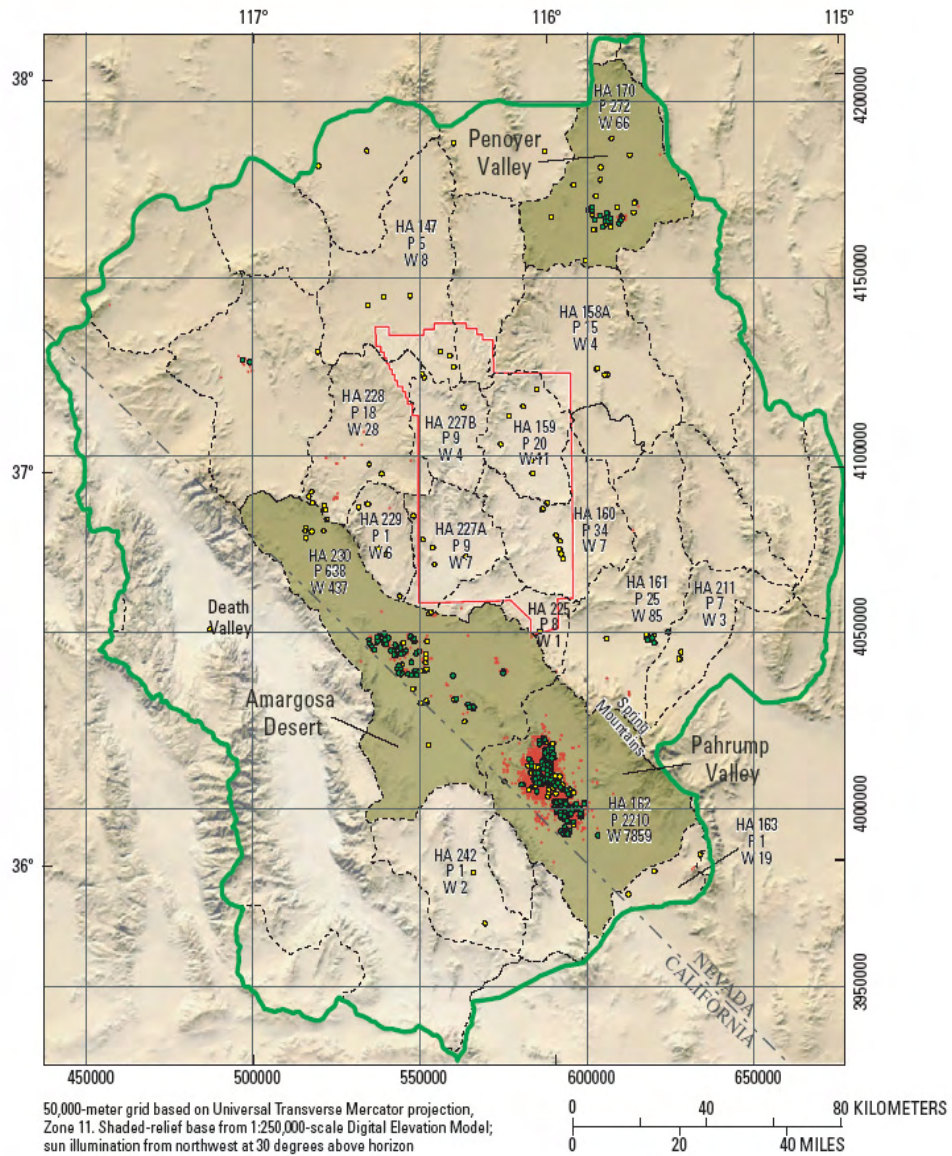 117°
116°
115°
38°
4200000
HA 170
P 272
W 66
Penoyer
Valley
HA 147
P 5
W 8
4150000
HA 158A
P 15
W 4
HA 228
P 18
W 28
HA 227B
P 9
W 4
HA 159
P 20
W 11
4100000
37°
HA 229
P 1
W 6
HA 227A
P 9
W 7
HA 160
P 34
W 7
HA 230
P 638
W 437
HA 161
P 25
W 85
HA 211
P 7
W 3
Death
Valley
HA 225
P 8
W 1
4050000
Amargosa
Desert
Spring
Mountains
Pahrump
Valley
4000000
HA 162
P 2210
W 7859
HA 163
P 1
W 19
36°
HA 242
P 1
W 2
NEVADA
CALIFORNIA
3950000
450000
500000
550000
600000
650000
50,000-meter grid based on Universal Transverse Mercator projection,
Zone 11. Shaded-relief base from 1:250,000-scale Digital Elevation Model;
sun illumination from northwest at 30 degrees above horizon
0 40 80 KILOMETERS
0 20 40 MILES